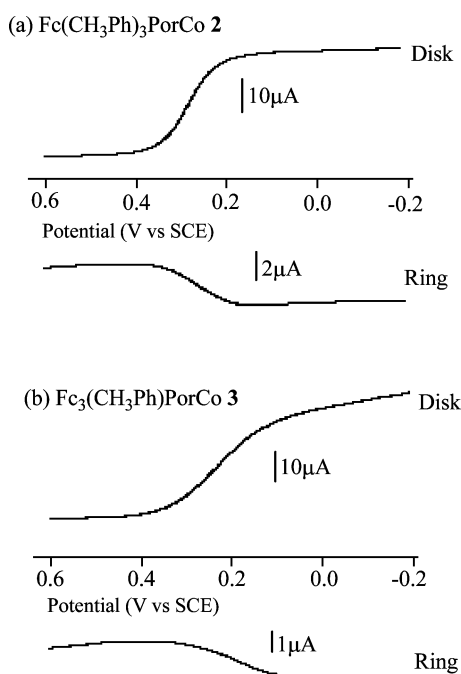 (a) Fc(CH₃Ph)₃PorCo 2
Disk
10μA
0.6 0.4 0.2 0.0 -0.2
Potential (V vs SCE)
2μA
Ring
(b) Fc₃(CH₃Ph)PorCo 3
Disk
10μA
0.6 0.4 0.2 0.0 -0.2
Potential (V vs SCE)
1μA
Ring